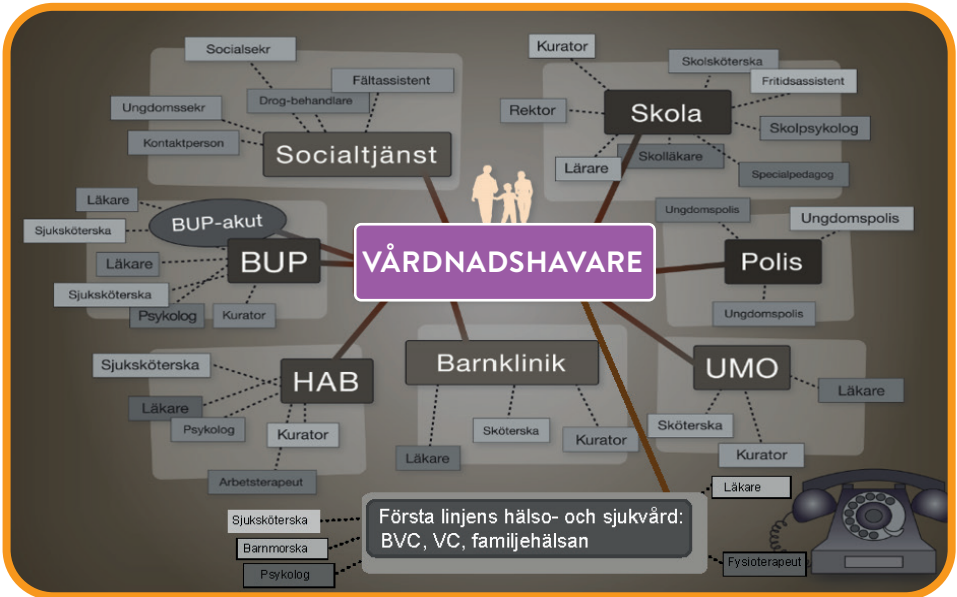 Socialsekr
Fältassistent
Drog-behandlare
Ungdomssekr
Kontaktperson
Socialtjänst
Kurator
Skolsköterska
Fritidsassistent
Rektor
Skola
Skolpsykolog
Lärare
Skolläkare
Specialpedagog
Läkare
BUP-akut
Sjuksköterska
BUP
Läkare
Sjuksköterska
Psykolog
Kurator
VÅRDNADSHAVARE
Ungdomspolis
Ungdomspolis
Polis
Ungdomspolis
Sjuksköterska
HAB
Läkare
Psykolog
Kurator
Arbetsterapeut
Barnklinik
Sköterska
Kurator
Läkare
UMO
Läkare
Sköterska
Kurator
Första linjens hälso- och sjukvård:
BVC, VC, familjehälsan
Sjuksköterska
Barnmorska
Psykolog
Läkare
Fysioterapeut